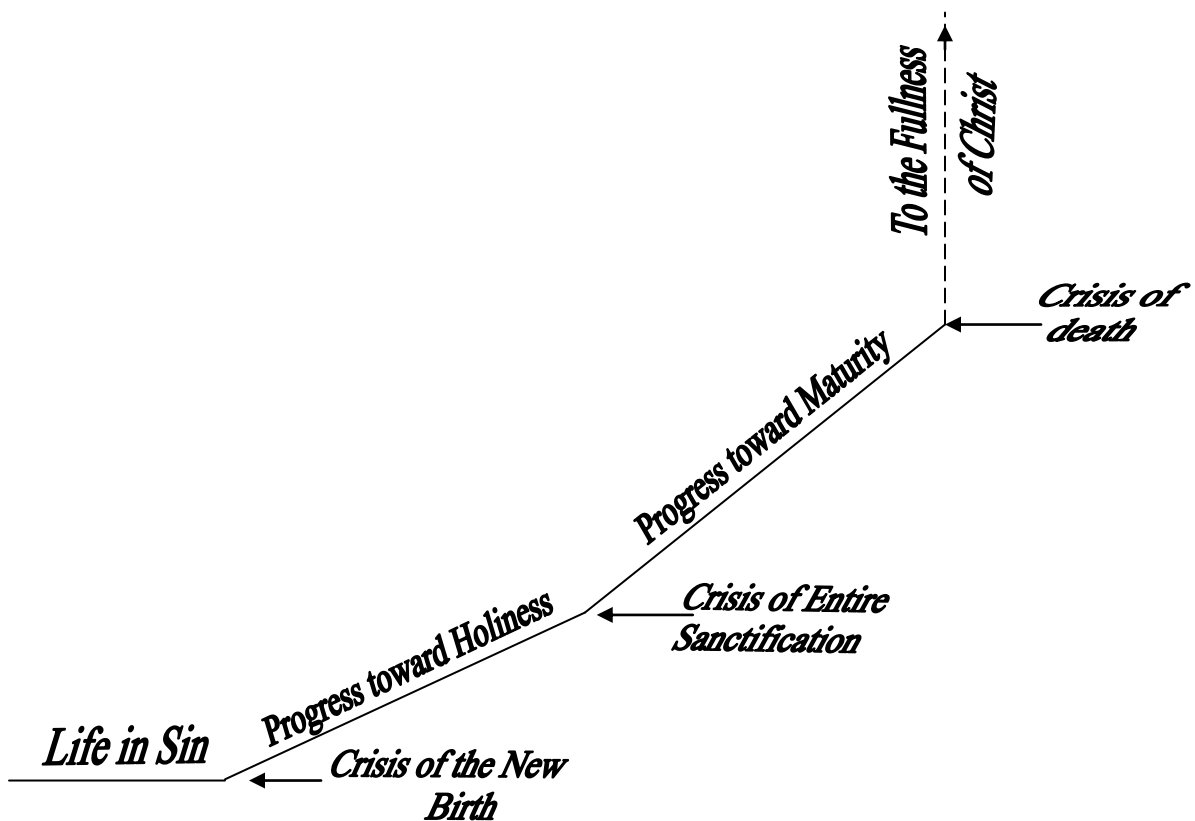 To the Fullness
of Christ
Crisis of
death
Progress toward Maturity
Crisis of Entire
Sanctification
Progress toward Holiness
Life in Sin
Crisis of the New
Birth